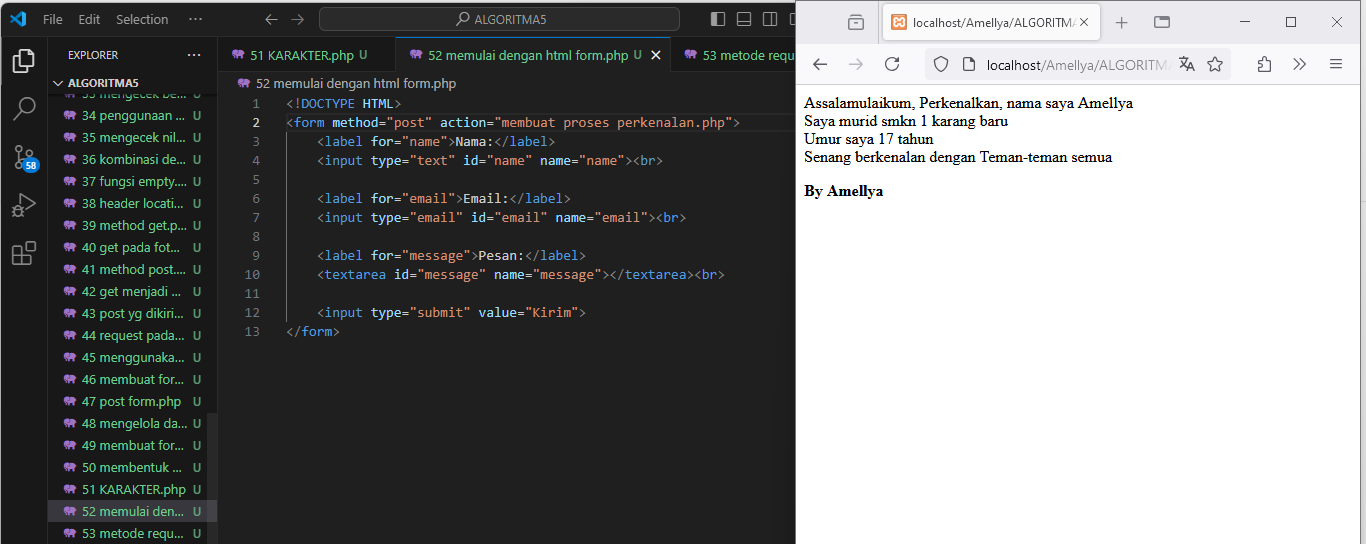 File Edit Selection ··· ALGORITMA5
EXPLORER ···
ALGORITMA5
34 penggunaan ... U
35 mengecek nil... U
36 kombinasi de... U
37 fungsi empty.... U
38 header locati... U
39 method get.p... U
40 get pada fot... U
41 method post.... U
42 get menjadi ... U
43 post yg dikiri... U
44 request pada... U
45 menggunaka... U
46 membuat for... U
47 post form.php U
48 mengelola da... U
49 membuat for... U
50 membentuk ... U
51 KARAKTER.php U
52 memulai den... U
53 metode requ... U
58
51 KARAKTER.php U
52 memulai dengan html form.php U
53 metode requ
52 memulai dengan html form.php
1 <!DOCTYPE HTML>
2 <form method="post" action="membuat proses perkenalan.php">
3 <label for="name">Nama:</label>
4 <input type="text" id="name" name="name"><br>
5
6 <label for="email">Email:</label>
7 <input type="email" id="email" name="email"><br>
8
9 <label for="message">Pesan:</label>
10 <textarea id="message" name="message"></textarea><br>
11
12 <input type="submit" value="Kirim">
13 </form>
localhost/Amellya/ALGORITMA
localhost/Amellya/ALGORITM
Assalamulaikum, Perkenalkan, nama saya Amellya
Saya murid smkn 1 karang baru
Umur saya 17 tahun
Senang berkenalan dengan Teman-teman semua
By Amellya